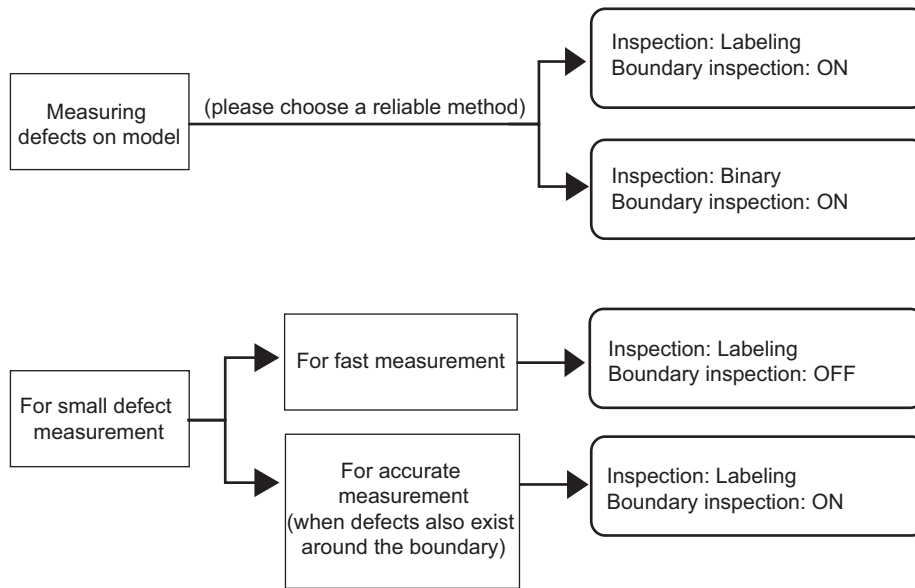 Measuring
defects on model
(please choose a reliable method)
Inspection: Labeling
Boundary inspection: ON
Inspection: Binary
Boundary inspection: ON
For small defect
measurement
For fast measurement
Inspection: Labeling
Boundary inspection: OFF
For accurate
measurement
(when defects also exist
around the boundary)
Inspection: Labeling
Boundary inspection: ON